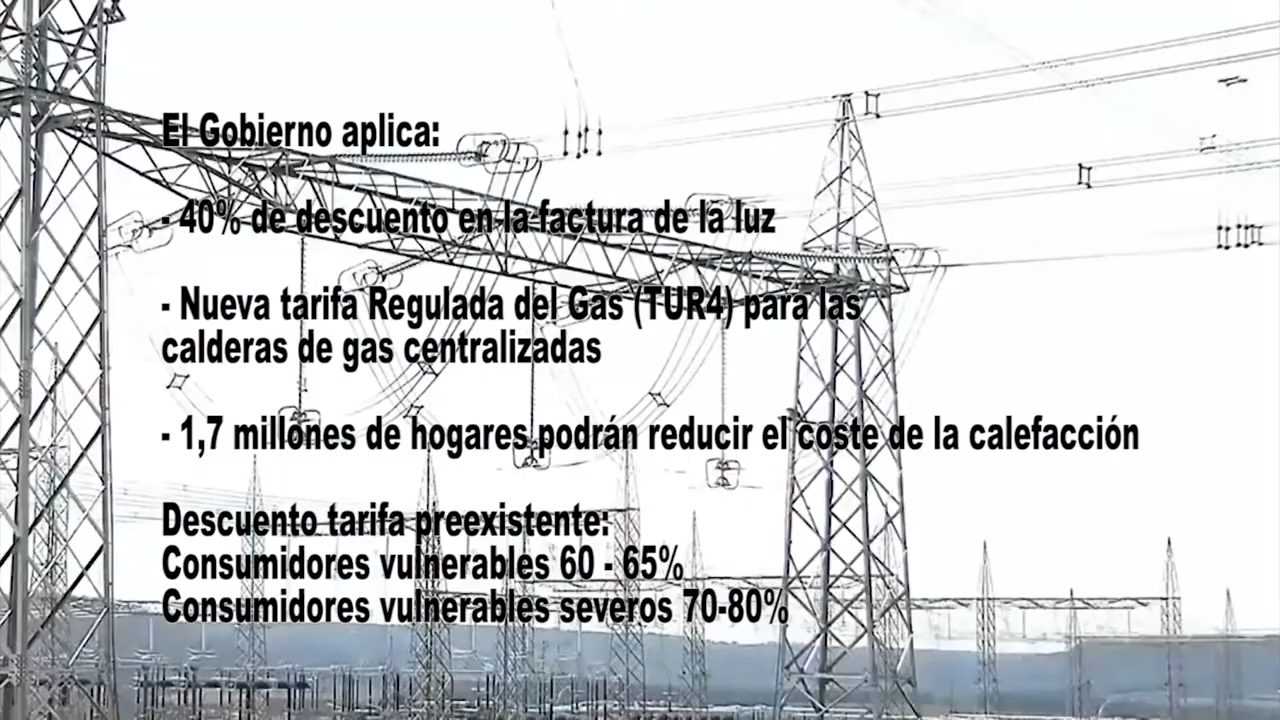 El Gobierno aplica:
- 40% de descuento en la factura de la luz
- Nueva tarifa Regulada del Gas (TUR4) para las
calderas de gas centralizadas
- 1,7 millones de hogares podrán reducir el coste de la calefacción
Descuento tarifa preexistente:
Consumidores vulnerables 60 - 65%
Consumidores vulnerables severos 70-80%